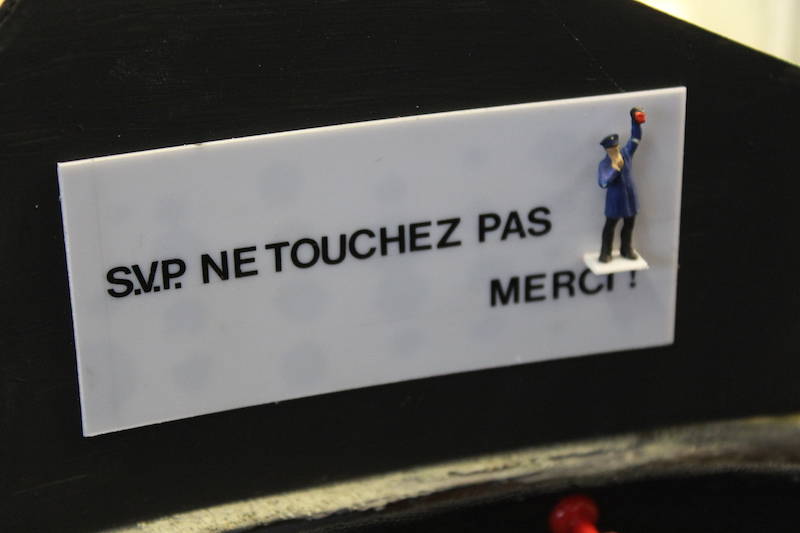 S.V.P. NE TOUCHEZ PAS
MERCI !